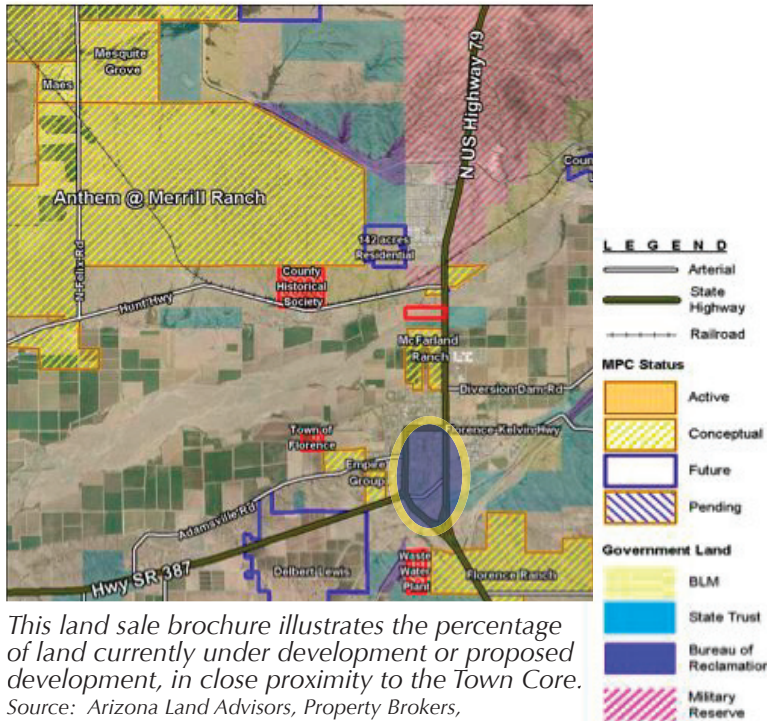 Mesquite
Grove
Maes
N US Highway 79
Coun
Anthem @ Merrill Ranch
142 acres
Residential
N Felix Rd
County
Historical
Society
Hunt Hwy
McFarland
Ranch
Diversion Dam Rd
Town of
Florence
Florence-Kelvin Hwy
Empire
Group
Adamsville Rd
Hwy SR 387
Delbert Lewis
Waste
Water
Plant
Florence Ranch
LEGEND
Arterial
State
Highway
Railroad
MPC Status
Active
Conceptual
Future
Pending
Government Land
BLM
State Trust
Bureau of
Reclamation
Military
Reserve
This land sale brochure illustrates the percentage
of land currently under development or proposed
development, in close proximity to the Town Core.
Source: Arizona Land Advisors, Property Brokers,